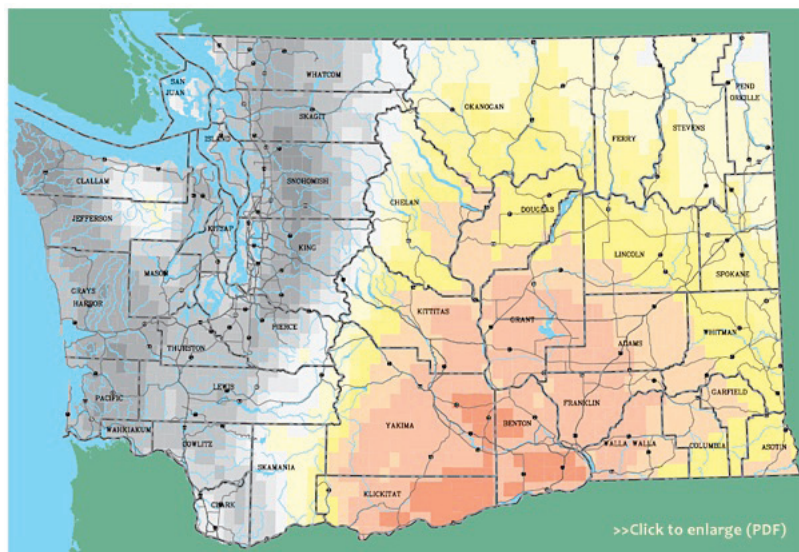 WHATCOM
SAN
JUAN
SKAGIT
OKANOGAN
PEND
OREILLE
FERRY
STEVENS
ISLAND
CLALLAM
SNOHOMISH
CHELAN
DOUGLAS
JEFFERSON
KITSAP
KING
LINCOLN
SPOKANE
MASON
GRAYS
HARBOR
KITTITAS
GRANT
PIERCE
WHITMAN
THURSTON
ADAMS
LEWIS
GARFIELD
PACIFIC
FRANKLIN
YAKIMA
BENTON
WAHKIAKUM
COWLITZ
WALLA WALLA
COLUMBIA
ASOTIN
SKAMANIA
KLICKITAT
CLARK
>>Click to enlarge (PDF)